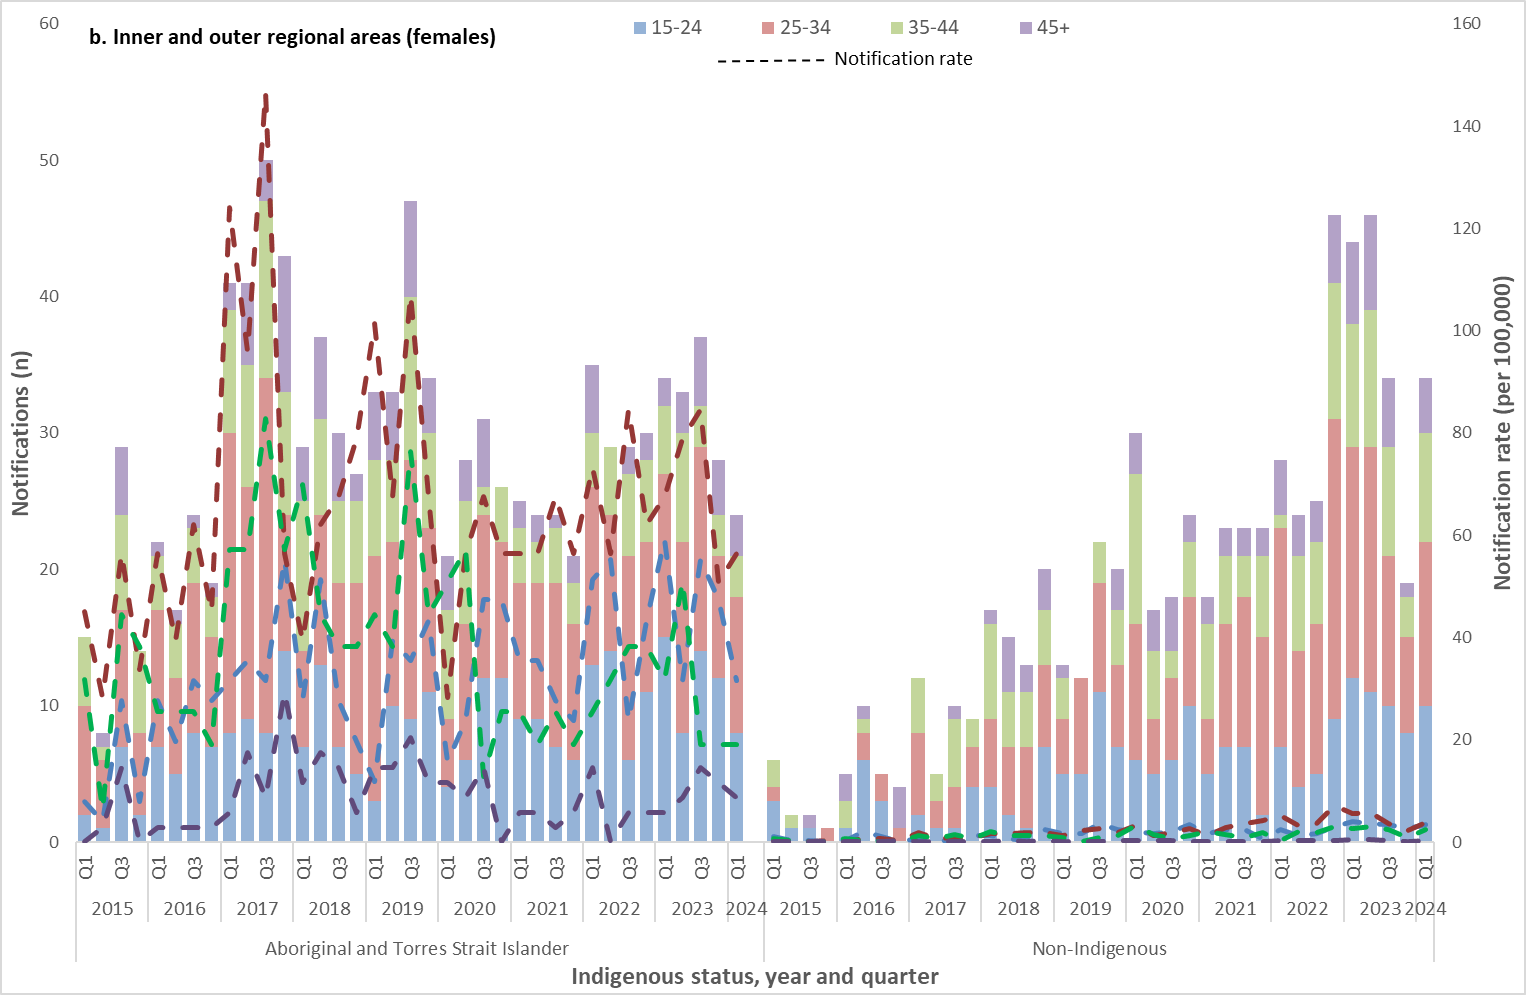 b. Inner and outer regional areas (females)
15-24 25-34 35-44 45+
Notification rate
60
50
40
30
20
10
0
Notifications (n)
160
140
120
100
80
60
40
20
0
Notification rate (per 100,000)
Q1 Q3 Q1 Q3 Q1 Q3 Q1 Q3 Q1 Q3 Q1 Q3 Q1 Q3 Q1 Q3 Q1 Q3 Q1 Q1 Q3 Q1 Q3 Q1 Q3 Q1 Q3 Q1 Q3 Q1 Q3 Q1 Q3 Q1 Q3 Q1 Q3 Q1
2015 2016 2017 2018 2019 2020 2021 2022 2023 2024 2015 2016 2017 2018 2019 2020 2021 2022 2023 2024
Aboriginal and Torres Strait Islander Non-Indigenous
Indigenous status, year and quarter